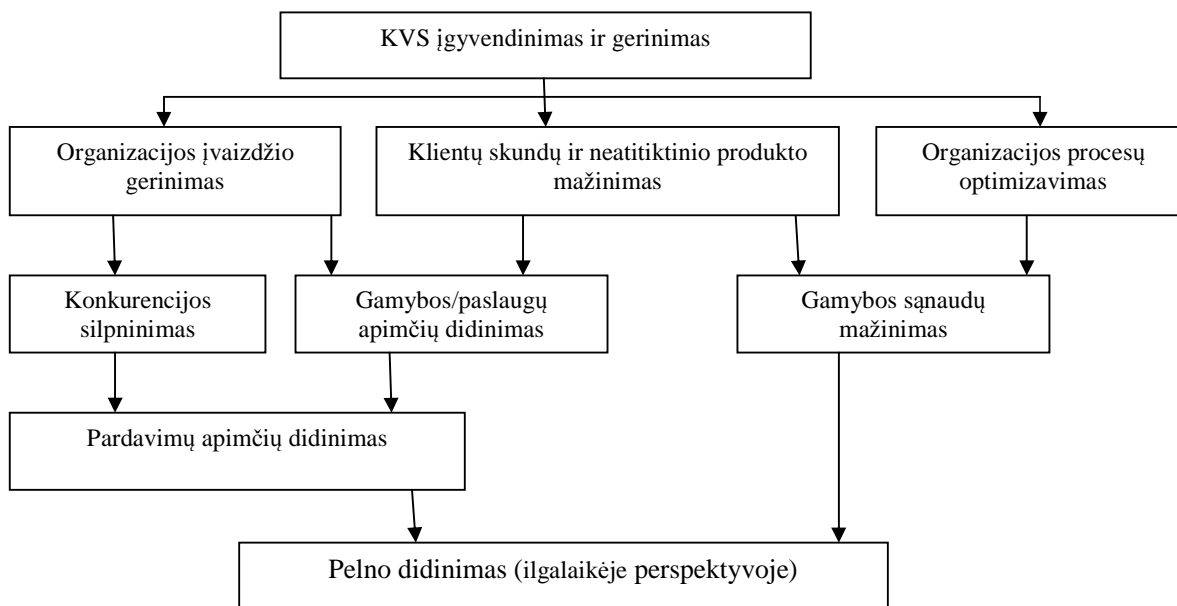 KVS įgyvendinimas ir gerinimas
Organizacijos įvaizdžio
gerinimas
Klientų skundų ir neatitiktinio produkto
mažinimas
Organizacijos procesų
optimizavimas
Konkurencijos
silpninimas
Gamybos/paslaugų
apimčių didinimas
Gamybos sąnaudų
mažinimas
Pardavimų apimčių didinimas
Pelno didinimas (ilgalaikėje perspektyvoje)